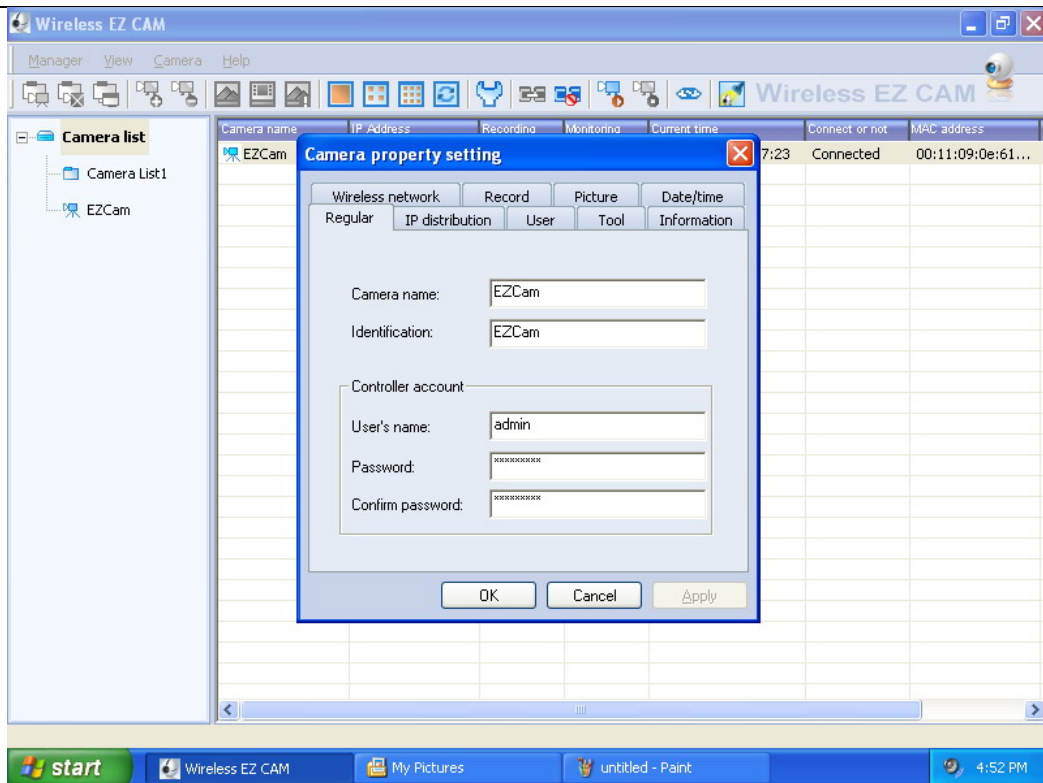 Wireless EZ CAM
Manager View Camera Help
Wireless EZ CAM
Camera list
Camera List1
EZCam
Camera name IP Address Recording Monitoring Current time Connect or not MAC address
EZCam 7:23 Connected 00:11:09:0e:61...
Camera property setting
Wireless network Record Picture Date/time
Regular IP distribution User Tool Information
Camera name: EZCam
Identification: EZCam
Controller account
User's name: admin
Password: *********
Confirm password: *********
OK Cancel Apply
start Wireless EZ CAM My Pictures untitled - Paint 4:52 PM